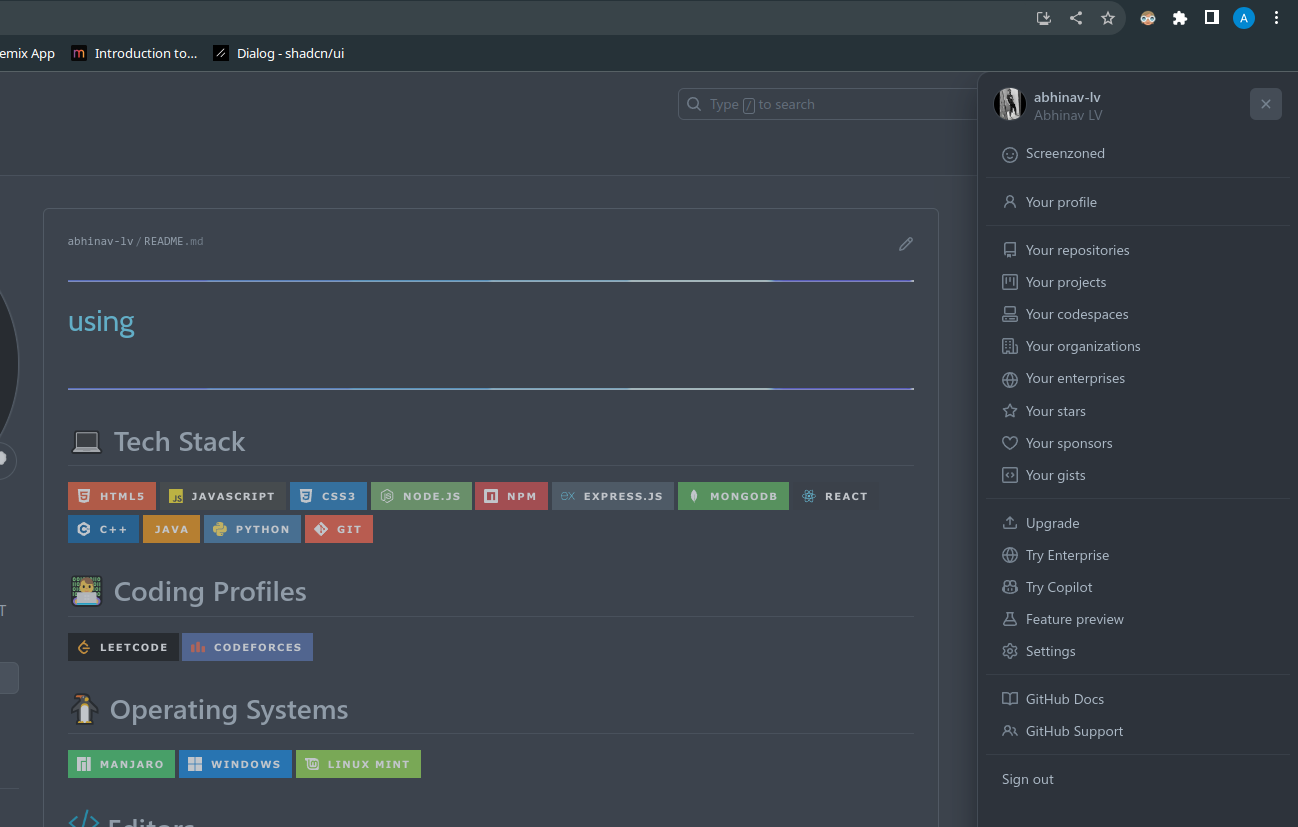 A
emix App
Introduction to...
Dialog - shadcn/ui
Type / to search
abhinav-lv
Abhinav LV
Screenzoned
Your profile
Your repositories
Your projects
Your codespaces
Your organizations
Your enterprises
Your stars
Your sponsors
Your gists
Upgrade
Try Enterprise
Try Copilot
Feature preview
Settings
GitHub Docs
GitHub Support
Sign out
abhinav-lv / README.md
using
Tech Stack
HTML5 JS JAVASCRIPT CSS3 NODE.JS NPM EX EXPRESS.JS MONGODB REACT
C++ JAVA PYTHON GIT
Coding Profiles
LEETCODE CODEFORCES
Operating Systems
MANJARO WINDOWS LINUX MINT
Editors
T